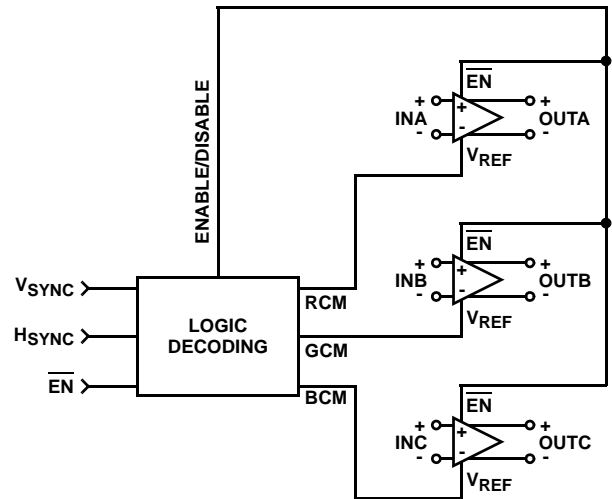 ENABLE/DISABLE
EN
+
+
INA
+
-
OUTA
-
-
VREF
EN
+
+
INB
+
-
OUTB
-
-
VREF
VSYNC
HSYNC
EN
LOGIC
DECODING
RCM
GCM
BCM
EN
+
+
INC
+
-
OUTC
-
-
VREF